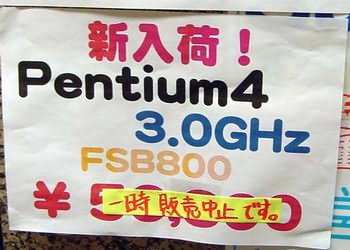 新入荷！
Pentium4
3.0GHz
FSB800
¥
一時販売中止です。